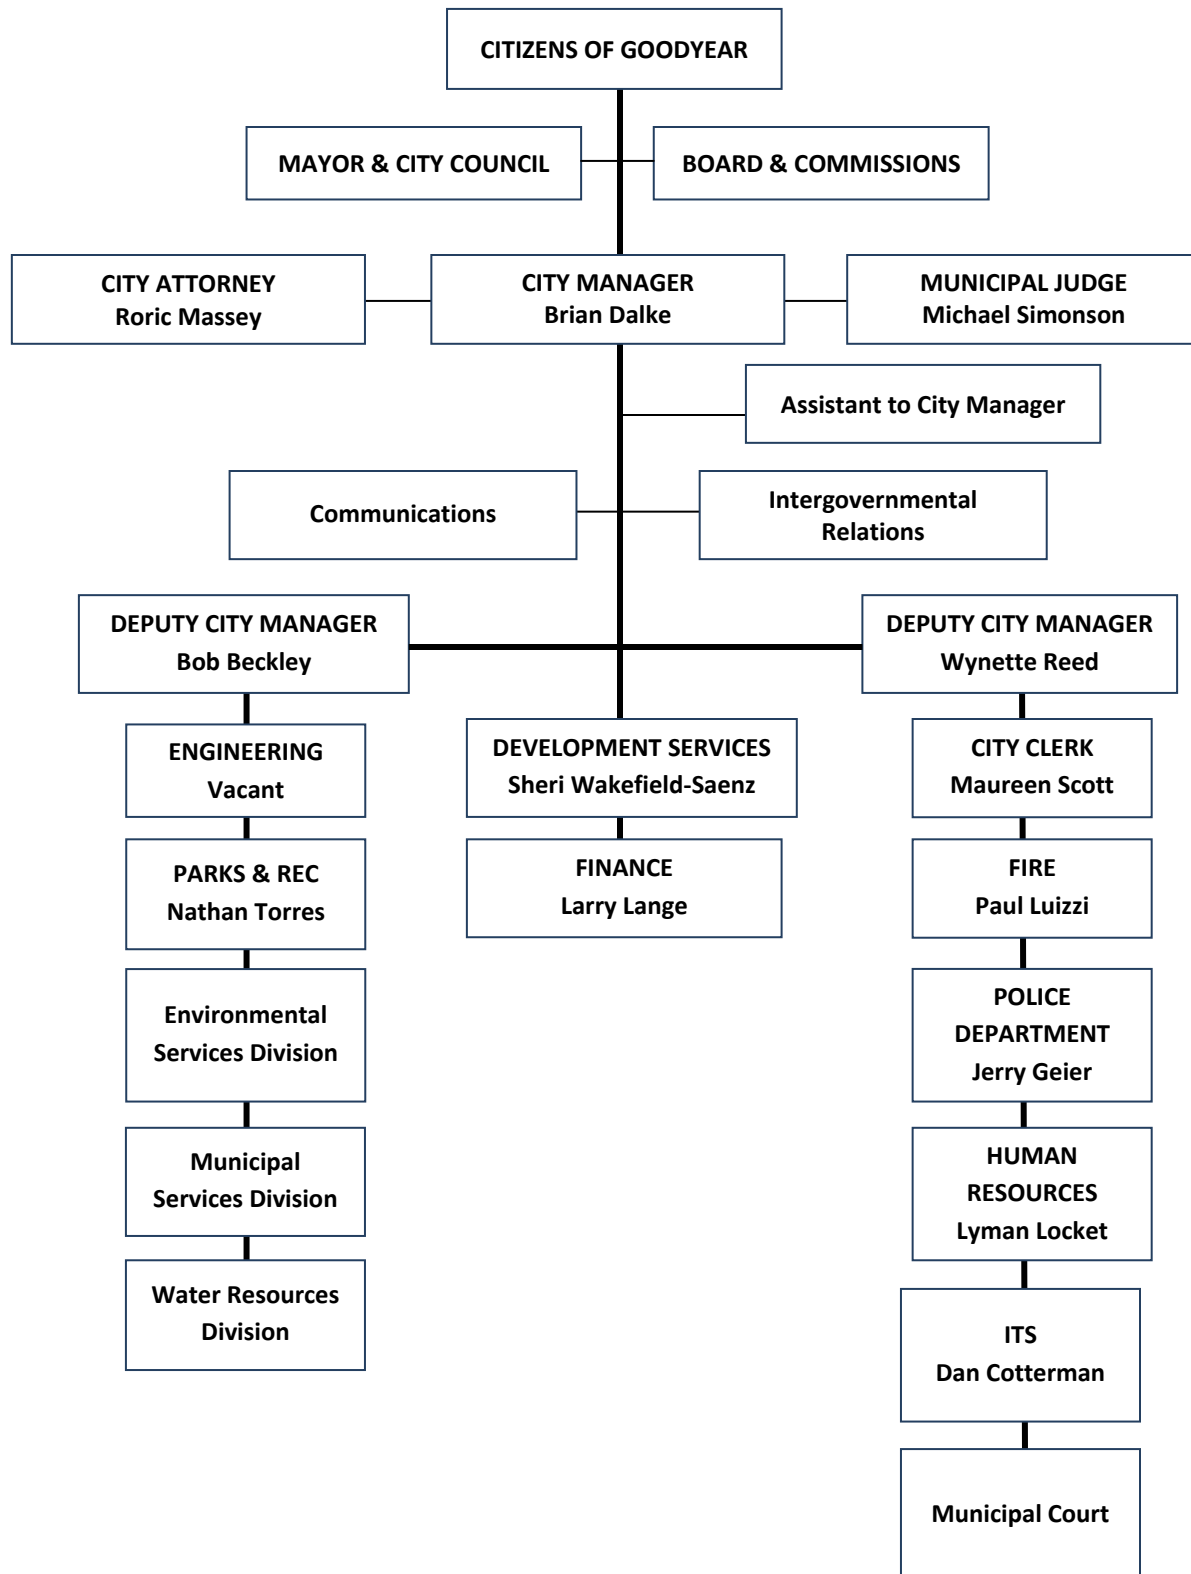 CITIZENS OF GOODYEAR
MAYOR & CITY COUNCIL
BOARD & COMMISSIONS
CITY ATTORNEY
Roric Massey
CITY MANAGER
Brian Dalke
MUNICIPAL JUDGE
Michael Simonson
Assistant to City Manager
Communications
Intergovernmental
Relations
DEPUTY CITY MANAGER
Bob Beckley
DEPUTY CITY MANAGER
Wynette Reed
ENGINEERING
Vacant
DEVELOPMENT SERVICES
Sheri Wakefield-Saenz
CITY CLERK
Maureen Scott
PARKS & REC
Nathan Torres
FINANCE
Larry Lange
FIRE
Paul Luizzi
Environmental
Services Division
POLICE
DEPARTMENT
Jerry Geier
Municipal
Services Division
HUMAN
RESOURCES
Lyman Locket
Water Resources
Division
ITS
Dan Cotterman
Municipal Court